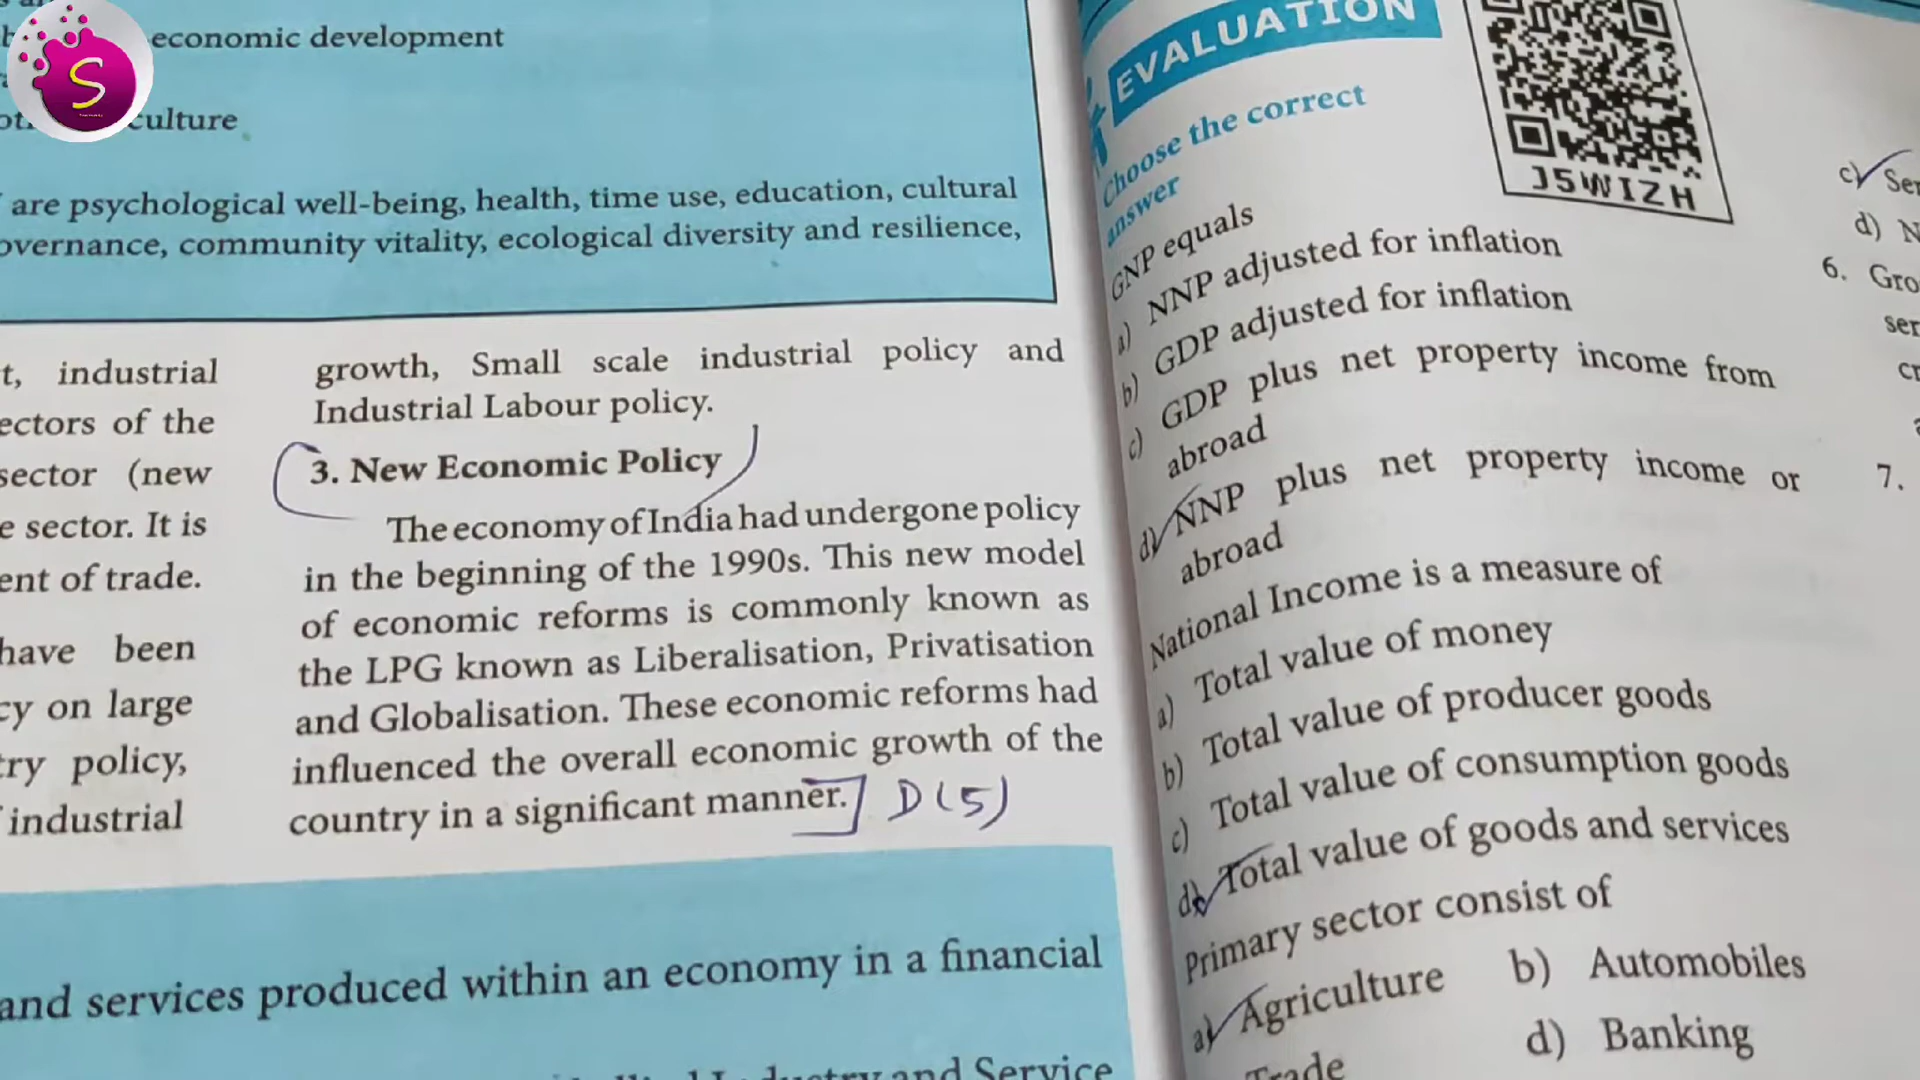 economic development
culture
are psychological well-being, health, time use, education, cultural
overnance, community vitality, ecological diversity and resilience,
t, industrial
ectors of the
sector (new
e sector. It is
ent of trade.
have been
cy on large
try policy,
industrial
growth, Small scale industrial policy and
Industrial Labour policy.
3. New Economic Policy
The economy of India had undergone policy
in the beginning of the 1990s. This new model
of economic reforms is commonly known as
the LPG known as Liberalisation, Privatisation
and Globalisation. These economic reforms had
influenced the overall economic growth of the
country in a significant manner. D (5)
and services produced within an economy in a financial
Industry and Service
EVALUATION
J5WIZH
Choose the correct
answer
GNP equals
a) NNP adjusted for inflation
b) GDP adjusted for inflation
c) GDP plus net property income from
abroad
d) NNP plus net property income or
abroad
National Income is a measure of
a) Total value of money
b) Total value of producer goods
c) Total value of consumption goods
d) Total value of goods and services
Primary sector consist of
a) Agriculture b) Automobiles
Trade d) Banking
c) Ser
d) N
6. Gro
ser
cr
7.
S